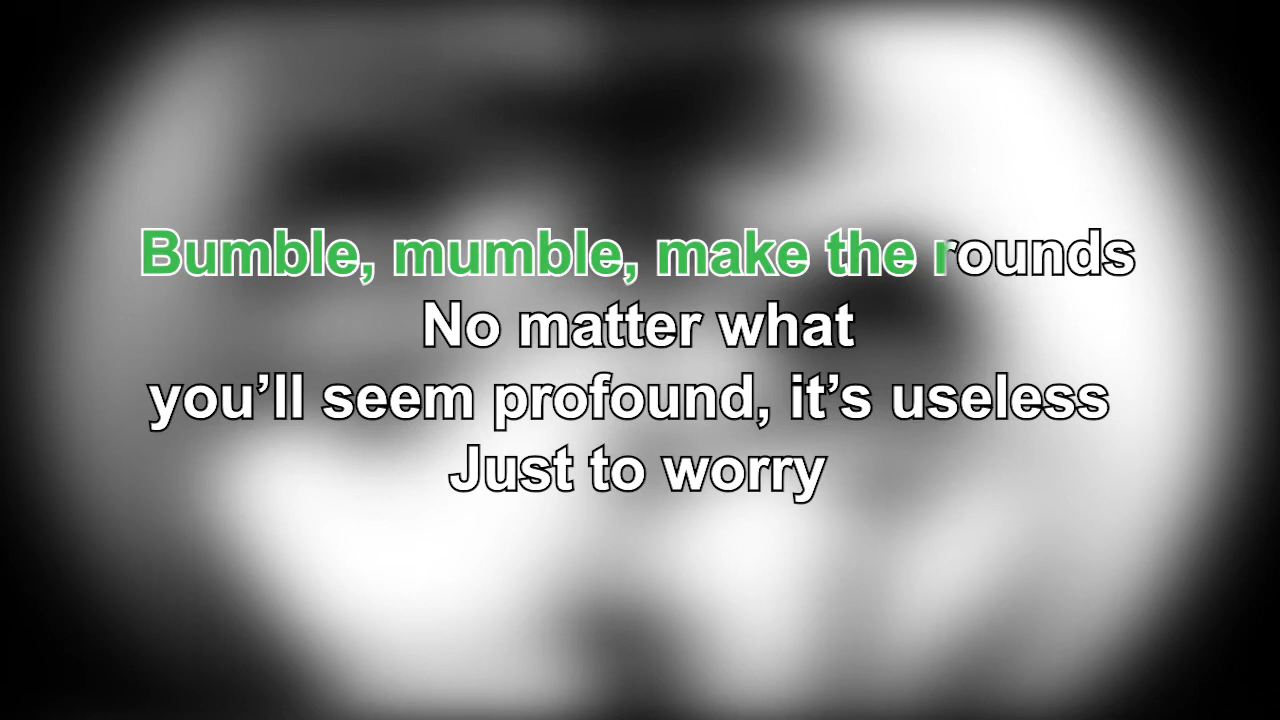 Bumble, mumble, make the rounds
No matter what
you’ll seem profound, it’s useless
Just to worry